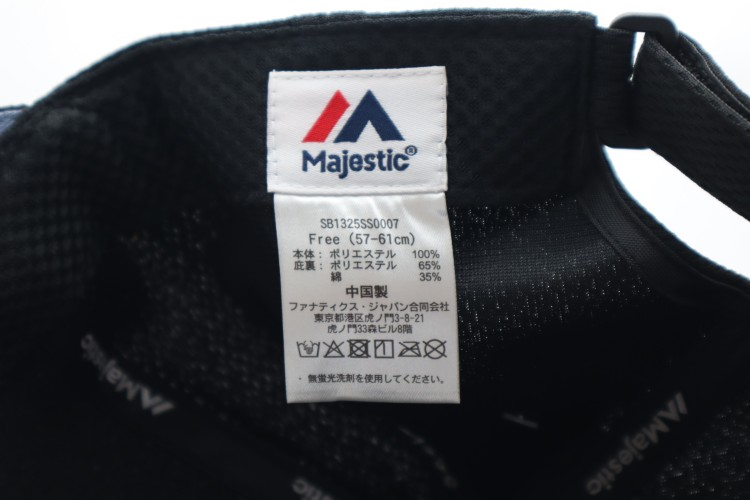 Majestic®
SB1325SS0007
Free (57-61cm)
本体: ポリエステル 100%
庇裏: ポリエステル 65%
綿 35%
中国製
ファナティクス・ジャパン合同会社
東京都港区虎ノ門3-8-21
虎ノ門33森ビル8階
・無蛍光洗剤を使用してください。
Majestic
Majestic
Majestic